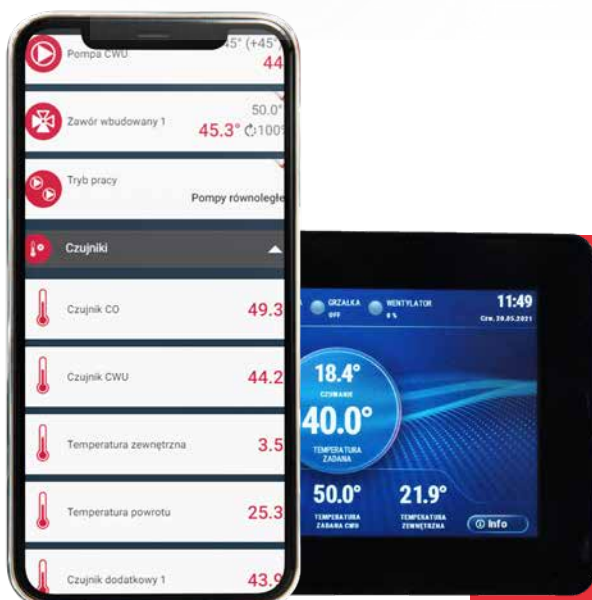 45° (+45°)
Pompa CWU
44
50.0°
Zawór wbudowany 1
45.3° 100%
Tryb pracy
Pompy równoległe
Czujniki
Czujnik CO
49.3
Czujnik CWU
44.2
Temperatura zewnętrzna
3.5
Temperatura powrotu
25.3
Czujnik dodatkowy 1
43.9
GRZAŁKA
OFF
WENTYLATOR
0 %
11:49
Czw. 20.05.2021
18.4°
CZUWANIE
40.0°
TEMPERATURA
ZADANA
50.0°
TEMPERATURA
ZADANA CWU
21.9°
TEMPERATURA
ZEWNĘTRZNA
Info